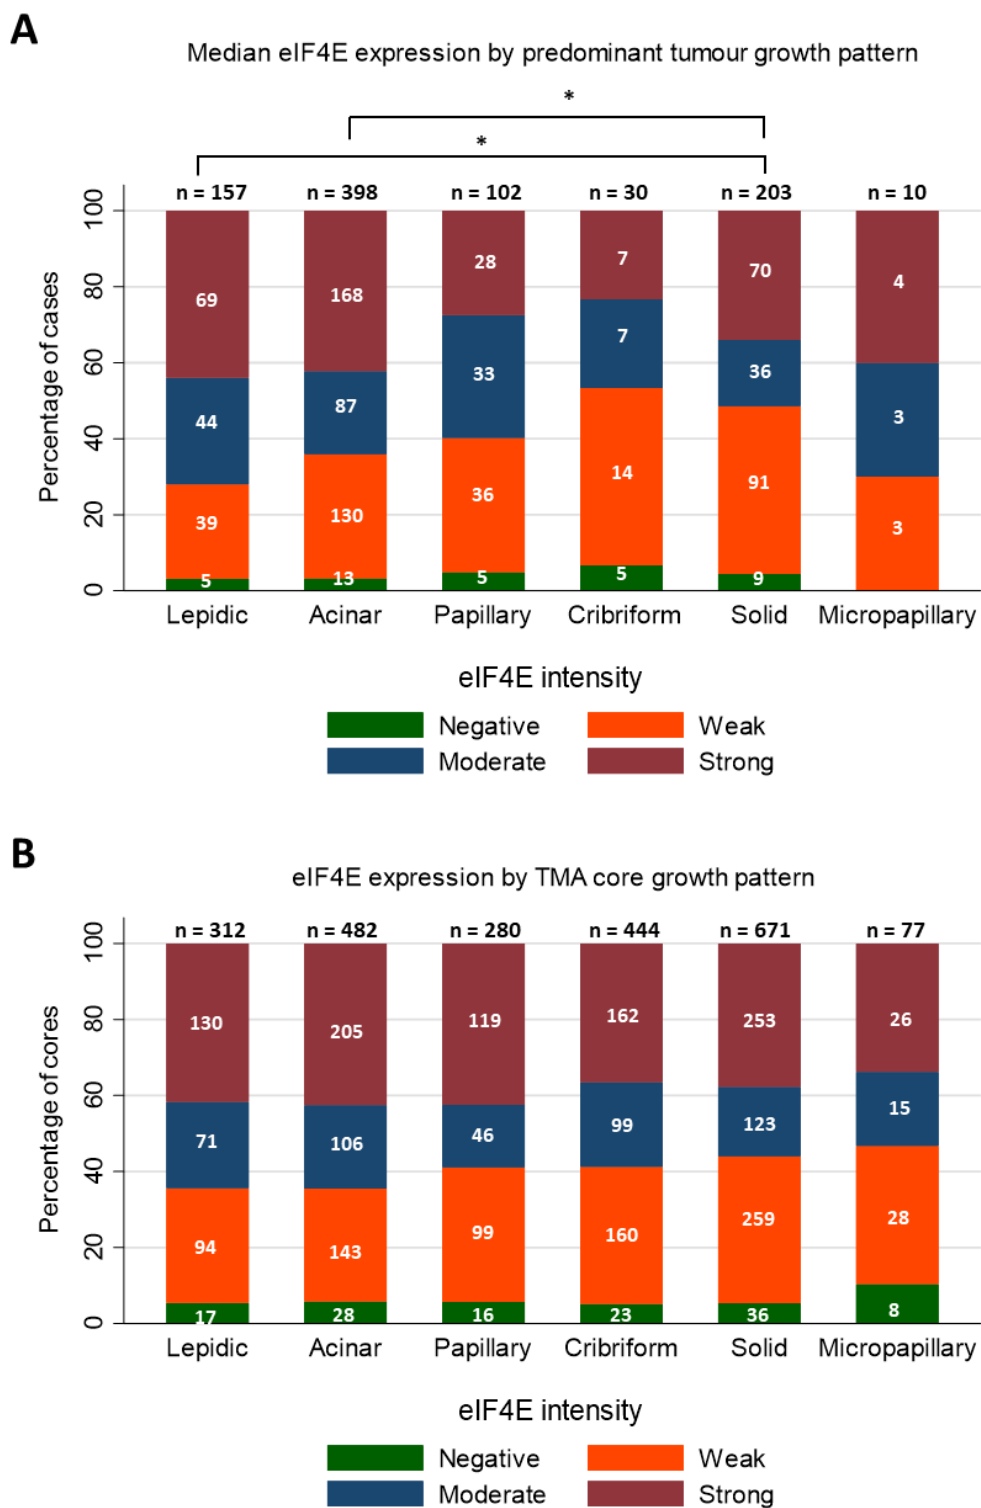 A
Median eIF4E expression by predominant tumour growth pattern
*
*
n = 157 n = 398 n = 102 n = 30 n = 203 n = 10
Percentage of cases
100
80
60
40
20
0
69 168 28 7 70 4
44 87 33 7 36 3
39 130 36 14 91 3
5 13 5 5 9
Lepidic Acinar Papillary Cribriform Solid Micropapillary
eIF4E intensity
Negative Weak
Moderate Strong
B
eIF4E expression by TMA core growth pattern
n = 312 n = 482 n = 280 n = 444 n = 671 n = 77
Percentage of cores
100
80
60
40
20
0
130 205 119 162 253 26
71 106 46 99 123 15
94 143 99 160 259 28
17 28 16 23 36 8
Lepidic Acinar Papillary Cribriform Solid Micropapillary
eIF4E intensity
Negative Weak
Moderate Strong